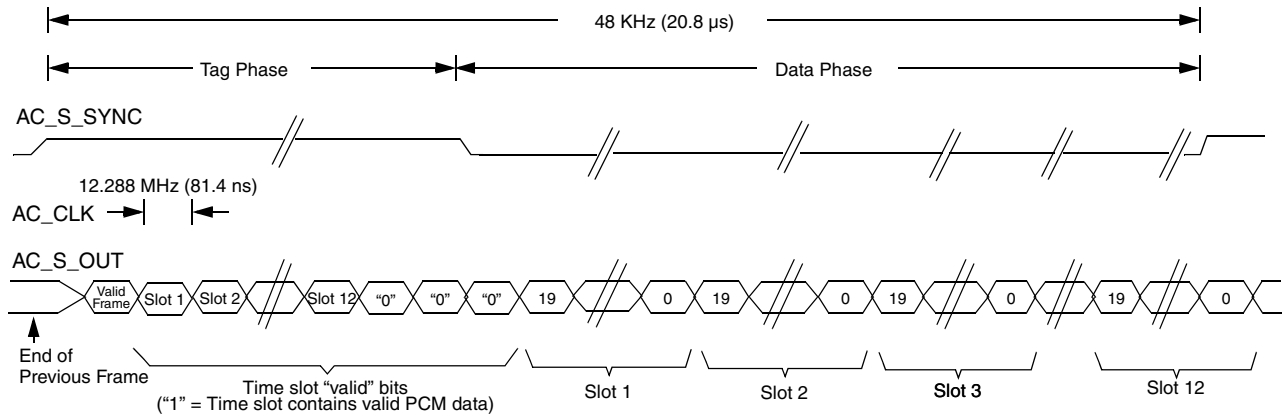 48 KHz (20.8 µs)
Tag Phase
Data Phase
AC_S_SYNC
12.288 MHz (81.4 ns)
AC_CLK
AC_S_OUT
Valid
Frame
Slot 1
Slot 2
Slot 12
“0”
“0”
“0”
19
0
19
0
19
0
19
0
End of
Previous Frame
Time slot “valid” bits
(“1” = Time slot contains valid PCM data)
Slot 1
Slot 2
Slot 3
Slot 12